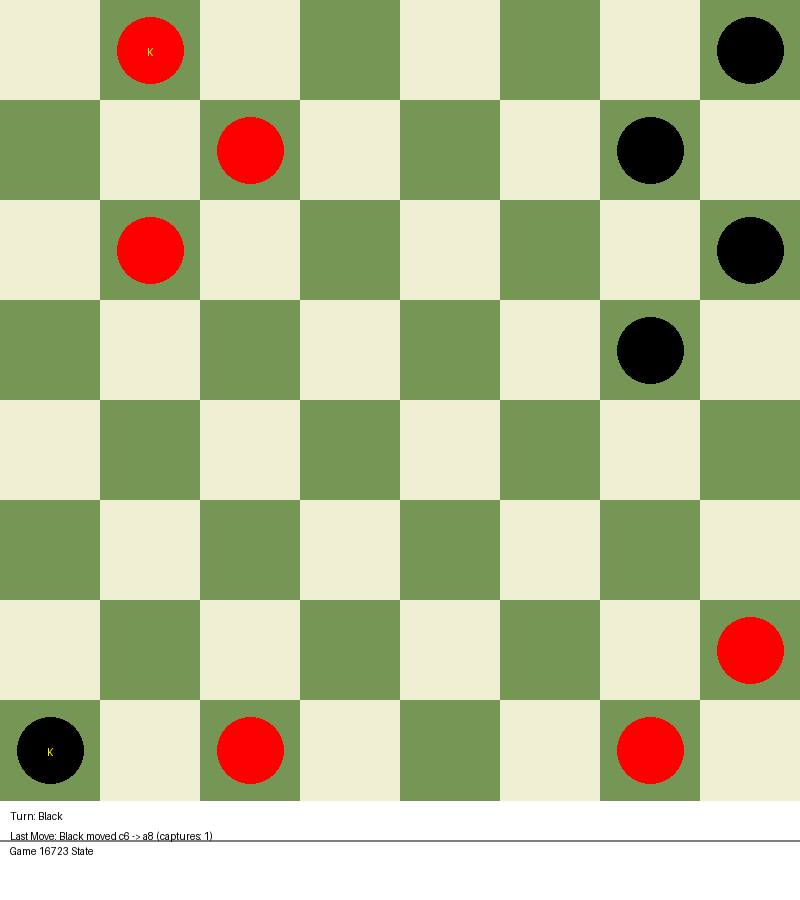 K
K
Turn: Black
Last Move: Black moved c6 -> a8 (captures: 1)
Game 16723 State